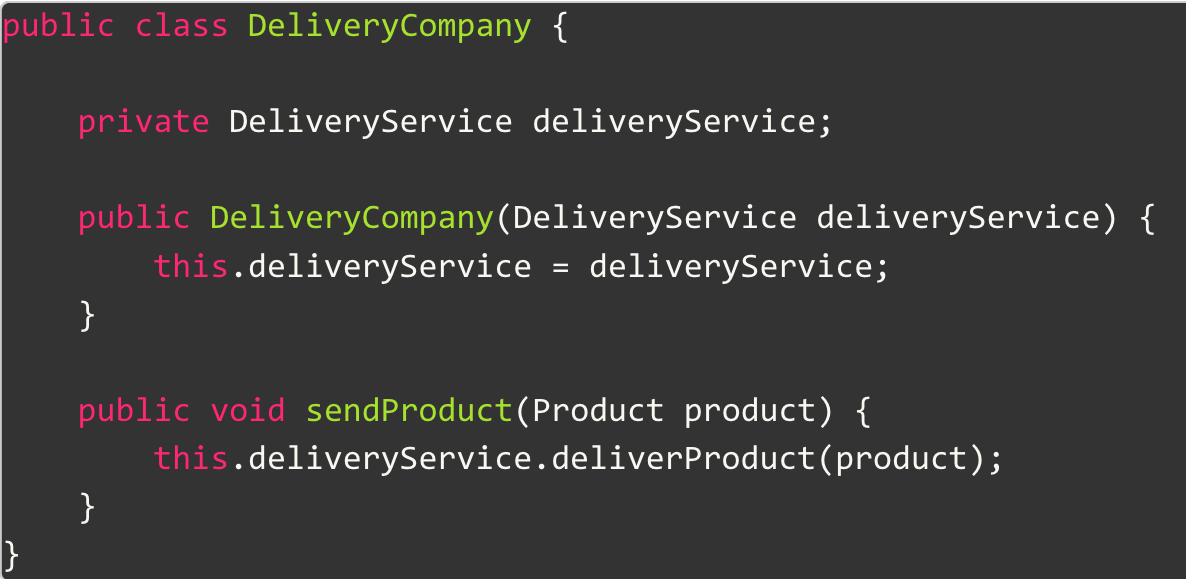 public class DeliveryCompany {
    private DeliveryService deliveryService;
    public DeliveryCompany(DeliveryService deliveryService) {
        this.deliveryService = deliveryService;
    }
    public void sendProduct(Product product) {
        this.deliveryService.deliverProduct(product);
    }
}